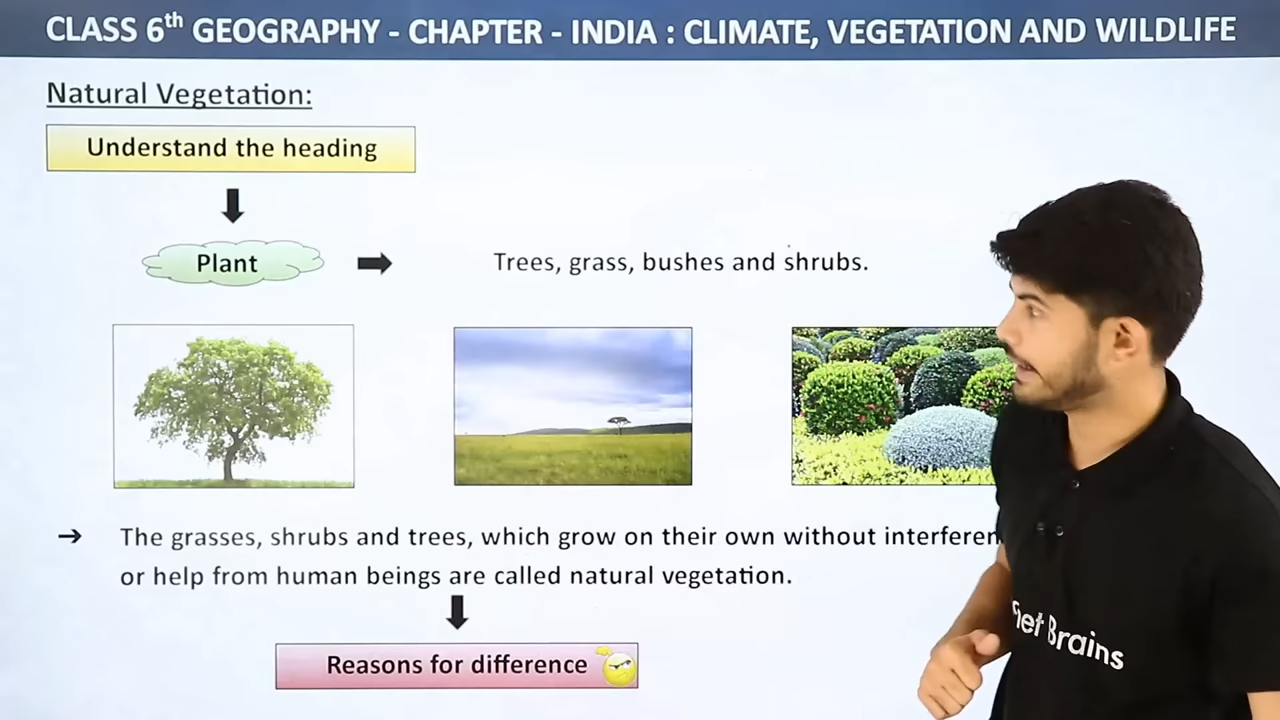 CLASS 6th GEOGRAPHY - CHAPTER - INDIA : CLIMATE, VEGETATION AND WILDLIFE
Natural Vegetation:
Understand the heading
Plant
Trees, grass, bushes and shrubs.
→ The grasses, shrubs and trees, which grow on their own without interferen
or help from human beings are called natural vegetation.
Reasons for difference
Brains